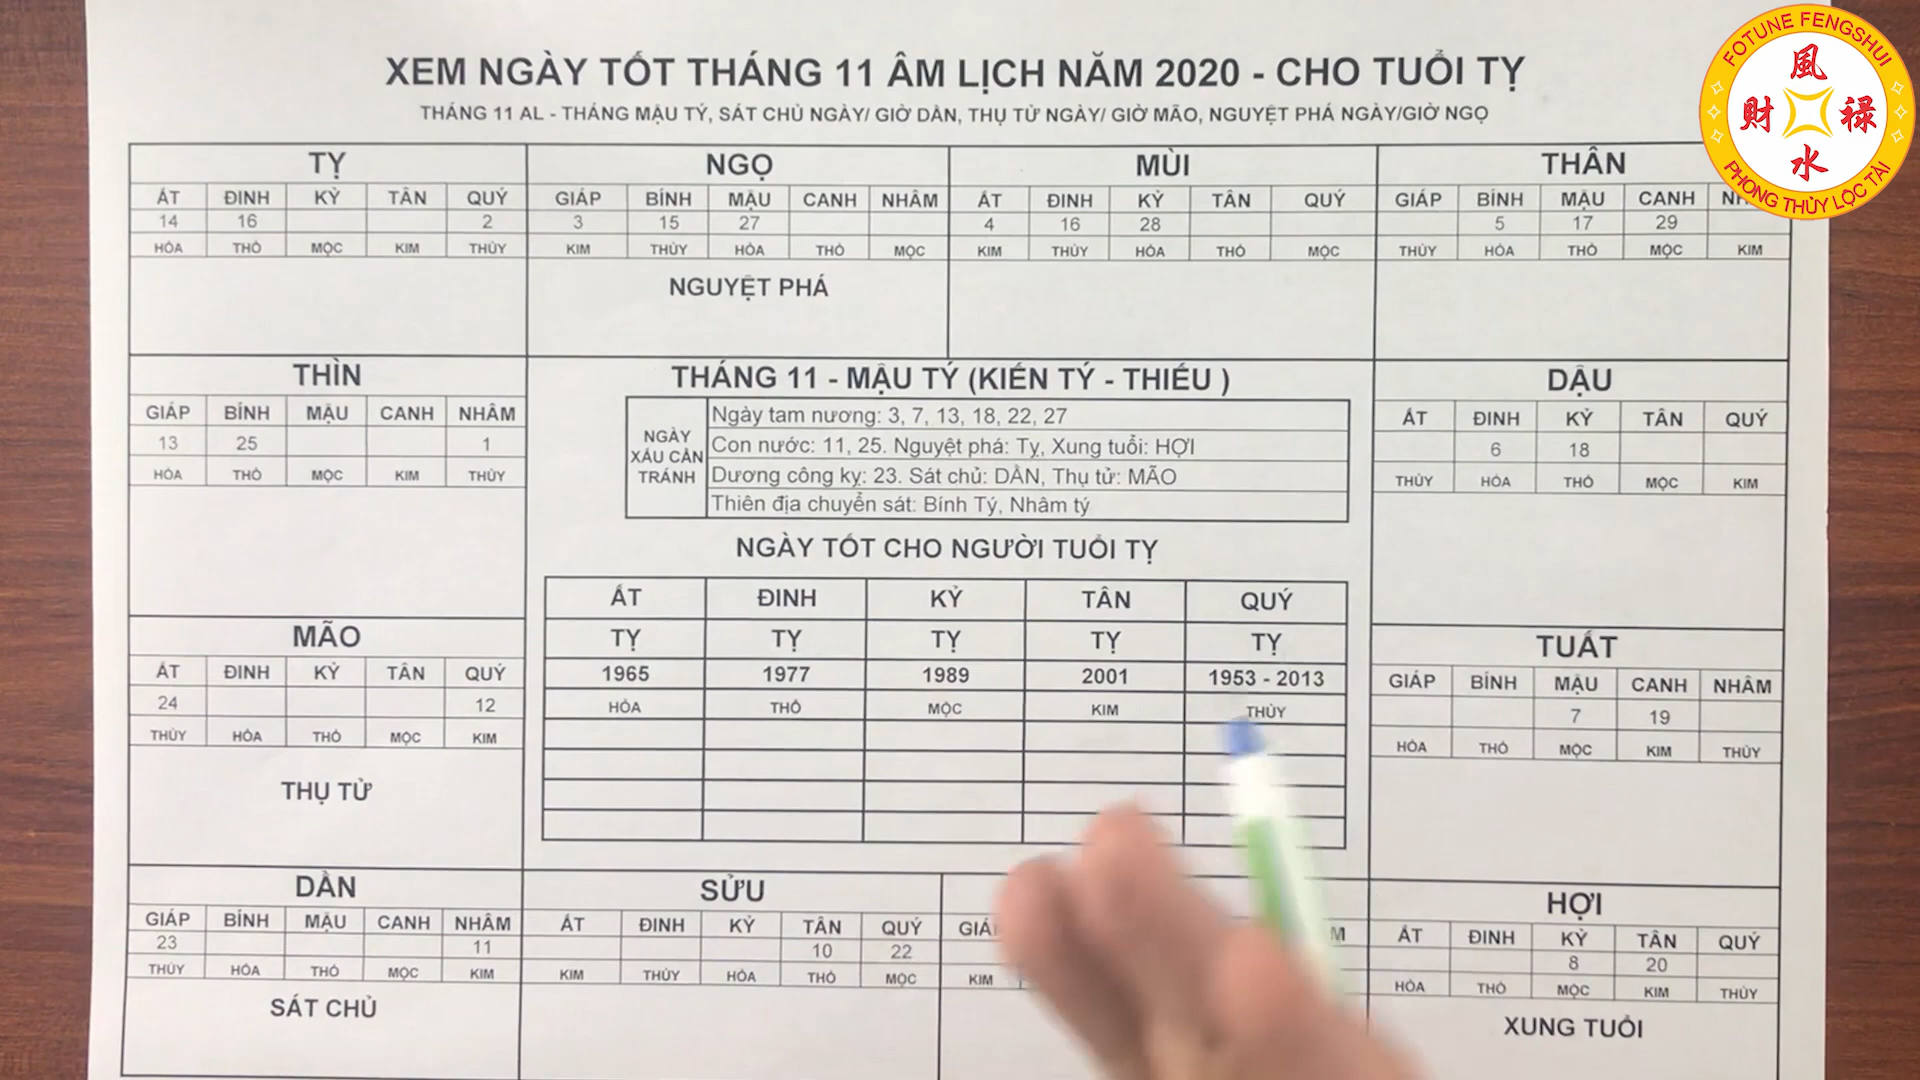 XEM NGÀY TỐT THÁNG 11 ÂM LỊCH NĂM 2020 - CHO TUỔI TỴ
THÁNG 11 AL - THÁNG MẬU TÝ, SÁT CHỦ NGÀY/ GIỜ DẦN, THỤ TỬ NGÀY/ GIỜ MÃO, NGUYỆT PHÁ NGÀY/GIỜ NGỌ
FOTUNE FENGSHUI
風
財 禄
水
PHONG THỦY LỘC TÀI
TỴ
ẤT ĐINH KỶ TÂN QUÝ
14 16 2
HỎA THỔ MỘC KIM THỦY
NGỌ
GIÁP BÍNH MẬU CANH NHÂM
3 15 27
KIM THỦY HỎA THỔ MỘC
NGUYỆT PHÁ
MÙI
ẤT ĐINH KỶ TÂN QUÝ
4 16 28
KIM THỦY HỎA THỔ MỘC
THÂN
GIÁP BÍNH MẬU CANH
5 17 29
THỦY HỎA THỔ MỘC KIM
THÌN
GIÁP BÍNH MẬU CANH NHÂM
13 25 1
HỎA THỔ MỘC KIM THỦY
THÁNG 11 - MẬU TÝ (KIẾN TÝ - THIẾU )
NGÀY
XẤU CẦN
TRÁNH
Ngày tam nương: 3, 7, 13, 18, 22, 27
Con nước: 11, 25. Nguyệt phá: Tỵ, Xung tuổi: HỢI
Dương công kỵ: 23. Sát chủ: DẦN, Thụ tử: MÃO
Thiên địa chuyển sát: Bính Tý, Nhâm tý
DẬU
ẤT ĐINH KỶ TÂN QUÝ
6 18
THỦY HỎA THỔ MỘC KIM
NGÀY TỐT CHO NGƯỜI TUỔI TỴ
ẤT ĐINH KỶ TÂN QUÝ
TỴ TỴ TỴ TỴ TỴ
1965 1977 1989 2001 1953 - 2013
HỎA THỔ MỘC KIM THỦY
MÃO
ẤT ĐINH KỶ TÂN QUÝ
24 12
THỦY HỎA THỔ MỘC KIM
THỤ TỬ
TUẤT
GIÁP BÍNH MẬU CANH NHÂM
7 19
HỎA THỔ MỘC KIM THỦY
DẦN
GIÁP BÍNH MẬU CANH NHÂM
23 11
THỦY HỎA THỔ MỘC KIM
SÁT CHỦ
SỬU
ẤT ĐINH KỶ TÂN QUÝ
10 22
KIM THỦY HỎA THỔ MỘC
KIM
HỢI
ẤT ĐINH KỶ TÂN QUÝ
8 20
HỎA THỔ MỘC KIM THỦY
XUNG TUỔI